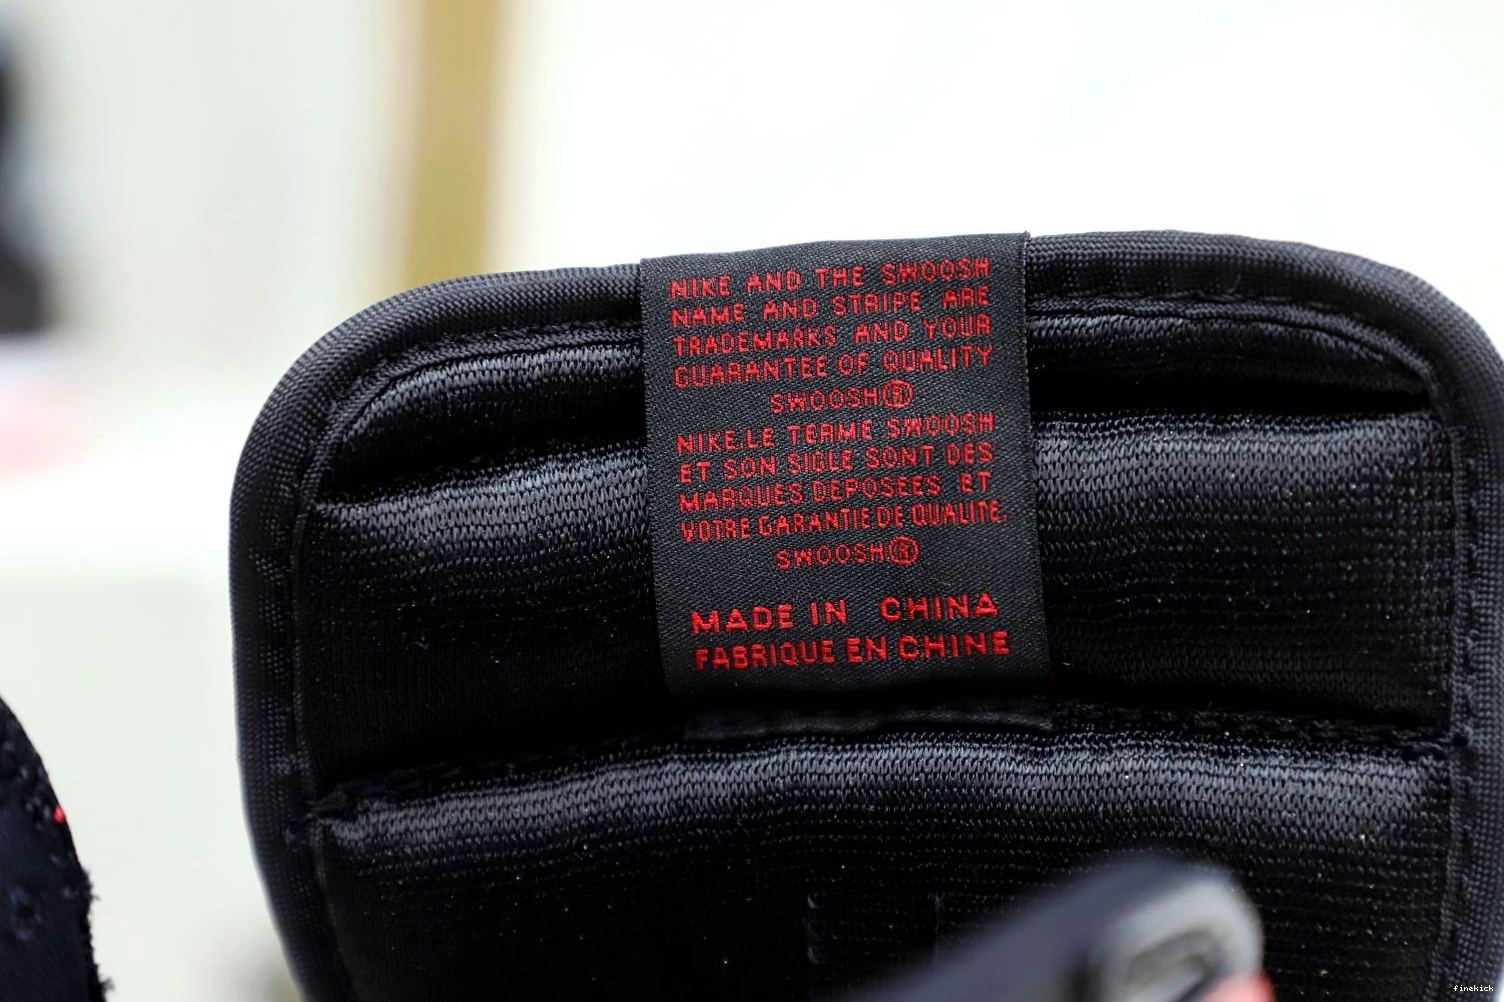 NIKE AND THE SWOOSH
NAME AND STRIPE ARE
TRADEMARKS AND YOUR
GUARANTEE OF QUALITY
SWOOSH®
NIKE.LE TERME SWOOSH
ET SON SIGLE SONT DES
MARQUES DEPOSEES ET
VOTRE GARANTIE DE QUALITE.
SWOOSH®
MADE IN CHINA
FABRIQUE EN CHINE
finekick